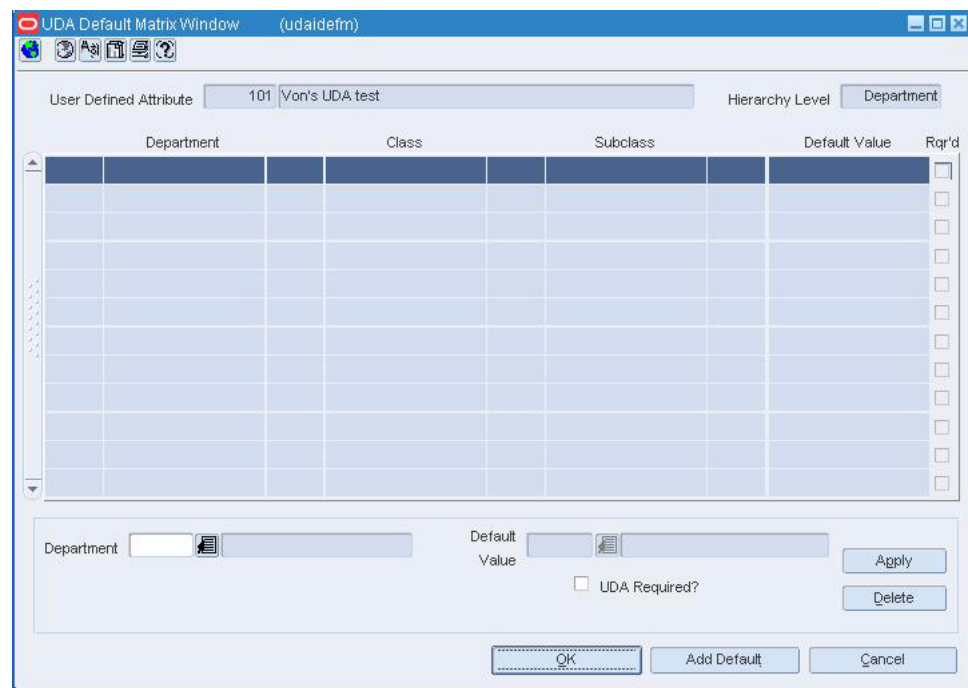 UDA Default Matrix Window (udaidefm)
User Defined Attribute 101 Von's UDA test Hierarchy Level Department
Department Class Subclass Default Value Rqr'd
Department Default Value
UDA Required?
Apply
Delete
OK Add Default Cancel